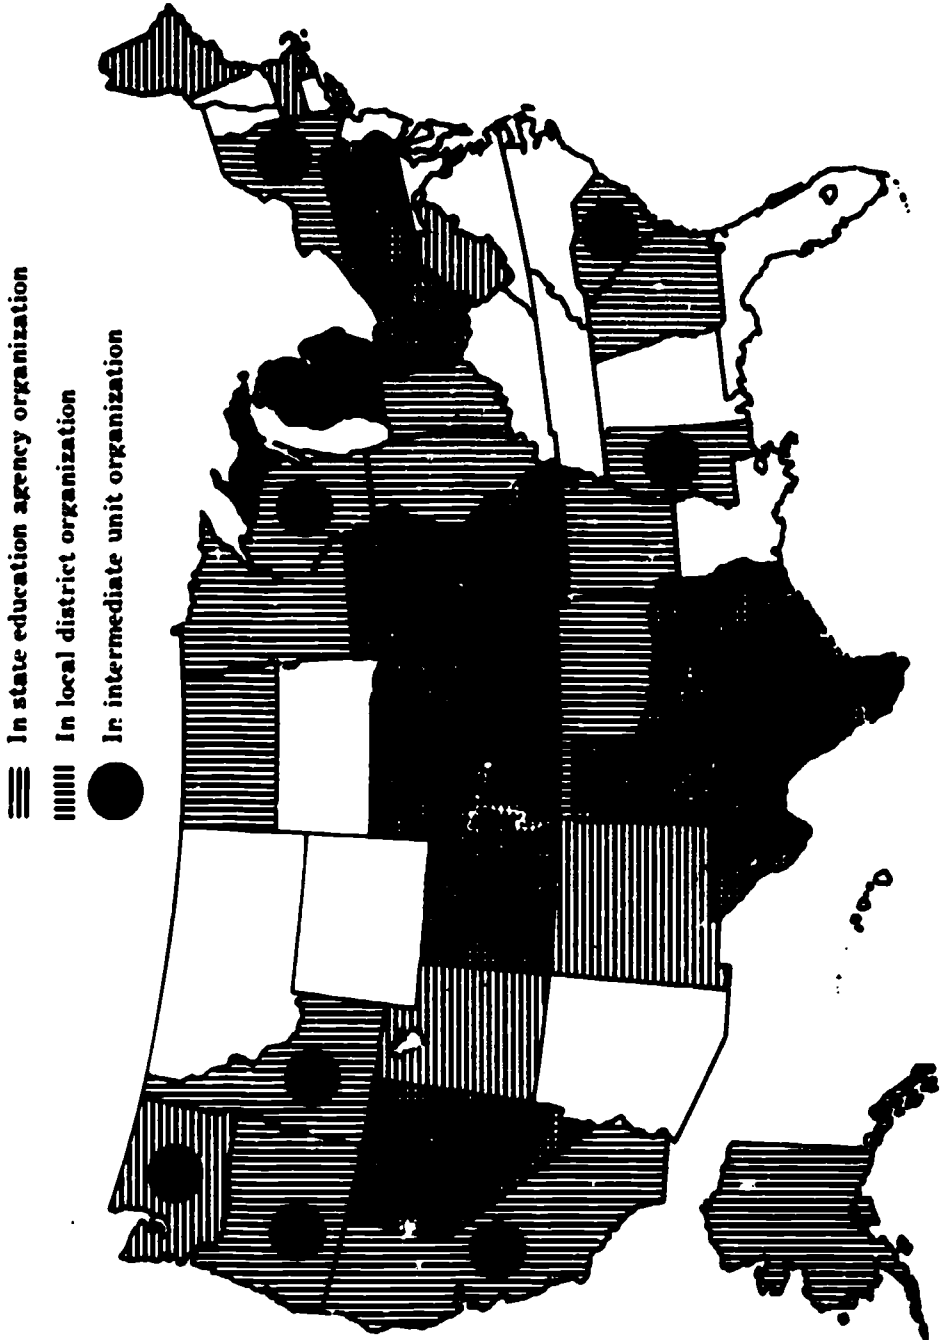 In state education agency organization
In local district organization
In intermediate unit organization